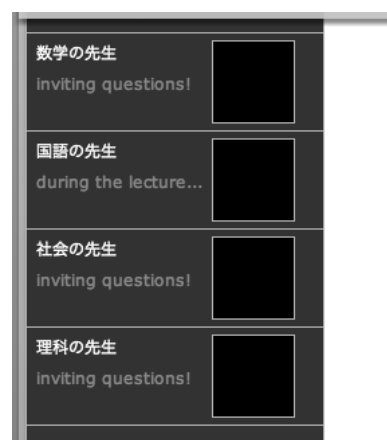 数学の先生
inviting questions!
国語の先生
during the lecture...
社会の先生
inviting questions!
理科の先生
inviting questions!